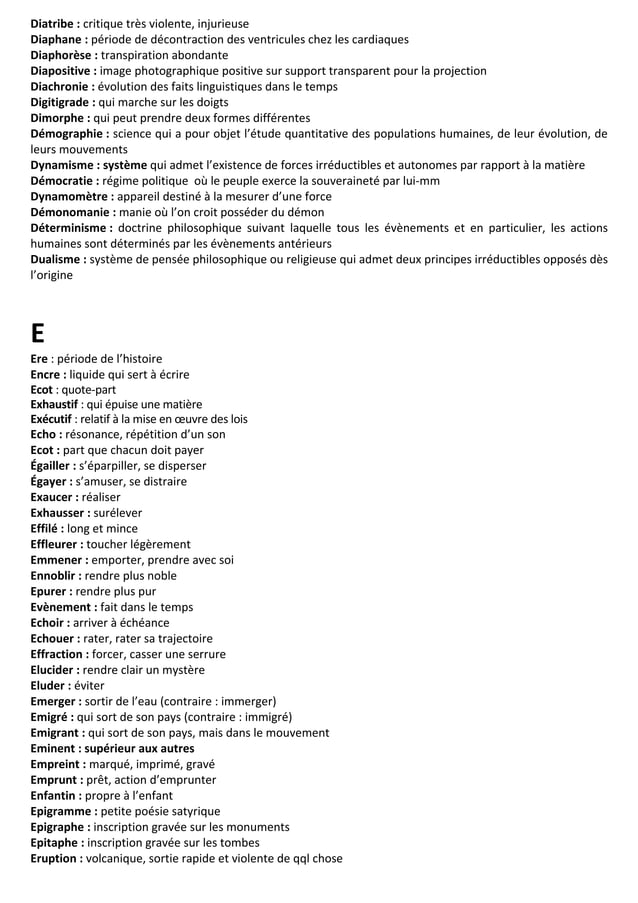 Diatribe : critique très violente, injurieuse
Diaphane : période de décontraction des ventricules chez les cardiaques
Diaphorèse : transpiration abondante
Diapositive : image photographique positive sur support transparent pour la projection
Diachronie : évolution des faits linguistiques dans le temps
Digitigrade : qui marche sur les doigts
Dimorphe : qui peut prendre deux formes différentes
Démographie : science qui a pour objet l’étude quantitative des populations humaines, de leur évolution, de
leurs mouvements
Dynamisme : système qui admet l’existence de forces irréductibles et autonomes par rapport à la matière
Démocratie : régime politique où le peuple exerce la souveraineté par lui-mm
Dynamomètre : appareil destiné à la mesurer d’une force
Démonomanie : manie où l’on croit posséder du démon
Déterminisme : doctrine philosophique suivant laquelle tous les évènements et en particulier, les actions
humaines sont déterminés par les évènements antérieurs
Dualisme : système de pensée philosophique ou religieuse qui admet deux principes irréductibles opposés dès
l’origine
E
Ere : période de l’histoire
Encre : liquide qui sert à écrire
Ecot : quote-part
Exhaustif : qui épuise une matière
Exécutif : relatif à la mise en œuvre des lois
Echo : résonance, répétition d’un son
Ecot : part que chacun doit payer
Égailler : s’éparpiller, se disperser
Égayer : s’amuser, se distraire
Exaucer : réaliser
Exhausser : surélever
Effilé : long et mince
Effleurer : toucher légèrement
Emmener : emporter, prendre avec soi
Ennoblir : rendre plus noble
Epurer : rendre plus pur
Evènement : fait dans le temps
Echoir : arriver à échéance
Echouer : rater, rater sa trajectoire
Effraction : forcer, casser une serrure
Elucider : rendre clair un mystère
Eluder : éviter
Emerger : sortir de l’eau (contraire : immerger)
Emigré : qui sort de son pays (contraire : immigré)
Emigrant : qui sort de son pays, mais dans le mouvement
Eminent : supérieur aux autres
Empreint : marqué, imprimé, gravé
Emprunt : prêt, action d’emprunter
Enfantin : propre à l’enfant
Epigramme : petite poésie satyrique
Epigraphe : inscription gravée sur les monuments
Epitaphe : inscription gravée sur les tombes
Eruption : volcanique, sortie rapide et violente de qql chose